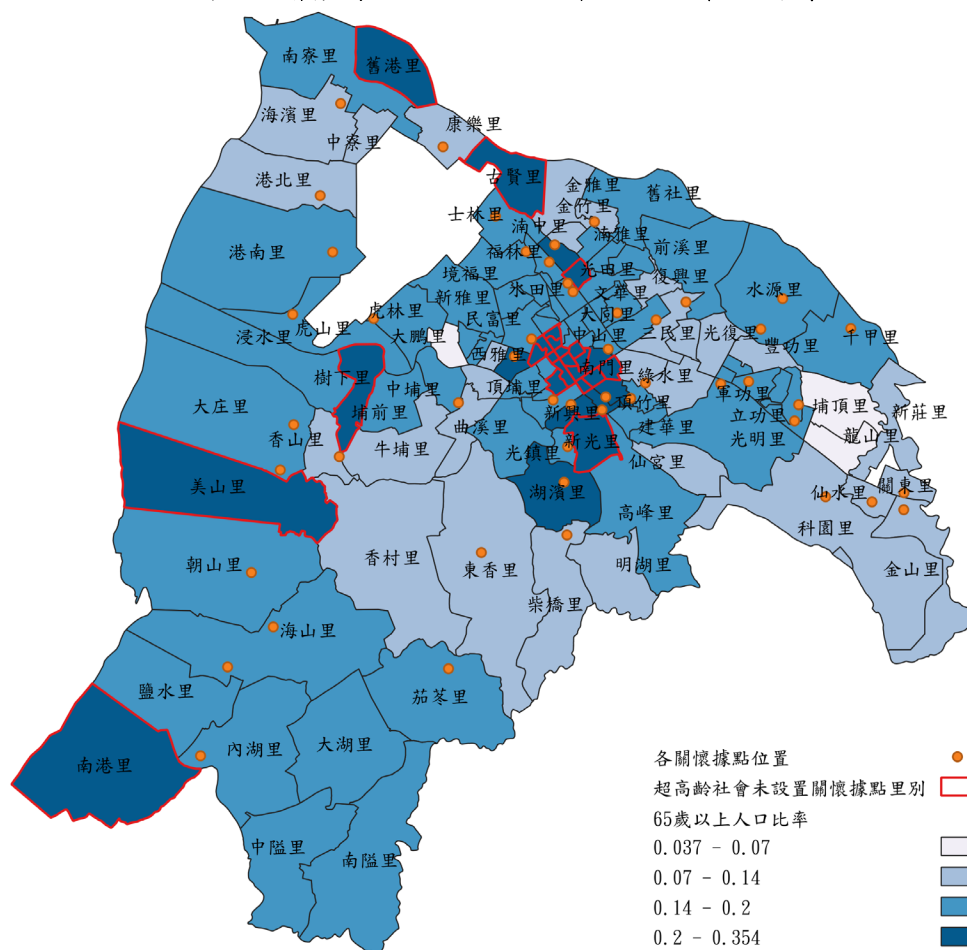 南寮里
舊港里
海濱里
中寮里
康樂里
港北里
古賢里
金雅里
舊社里
金竹里
士林里
湳中里
湳雅里
港南里
福林里
前溪里
光田里
境福里
復興里
水田里
文華里
水源里
新雅里
虎林里
大同里
浸水里
虎山里
民富里
大鵬里
中山里
三民里
光復里
豐功里
千甲里
西雅里
樹下里
南門里
綠水里
中埔里
頂埔里
軍功里
大庄里
埔前里
新興里
頂竹里
立功里
埔頂里
新莊里
曲溪里
建華里
香山里
牛埔里
光鎮里
新光里
光明里
龍山里
仙宮里
美山里
湖濱里
仙水里
關東里
高峰里
科園里
朝山里
香村里
東香里
明湖里
金山里
柴橋里
海山里
鹽水里
茄苳里
內湖里
大湖里
南港里
中隘里
南隘里
各關懷據點位置
超高齡社會未設置關懷據點里別
65歲以上人口比率
0.037 - 0.07
0.07 - 0.14
0.14 - 0.2
0.2 - 0.354